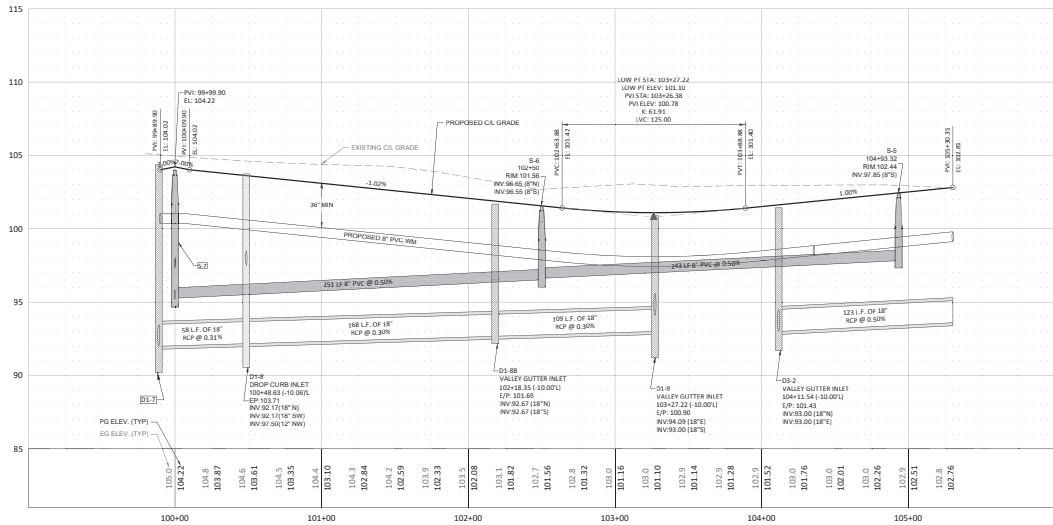 115
110
105
100
95
90
85
LOW PT STA: 103+27.22
LOW PT ELEV: 101.10
PVI STA: 103+26.38
PVI ELEV: 100.78
K: 61.91
LVC: 125.00
PVI: 99+99.90
EL: 104.22
PVI: 99+89.90
EL: 104.02
PVI: 100+09.90
EL: 104.02
PROPOSED C/L GRADE
EXISTING C/L GRADE
PVC: 102+63.88
EL: 101.42
PVT: 103+88.88
EL: 101.40
PVI: 105+30.35
EL: 102.81
S-6
102+50
RIM:101.56
INV:96.65 (8"N)
INV:96.55 (8"S)
S-5
104+93.32
RIM:102.44
INV:97.85 (8"S)
-2.00%
-1.02%
1.00%
36" MIN
PROPOSED 8" PVC WM
S-7
251 LF 8" PVC @ 0.50%
243 LF 8" PVC @ 0.50%
58 L.F. OF 18"
RCP @ 0.31%
168 L.F. OF 18"
RCP @ 0.30%
109 L.F. OF 18"
RCP @ 0.30%
123 L.F. OF 18"
RCP @ 0.50%
D1-7
D1-8
DROP CURB INLET
100+48.63 (-10.06)'L
EP:103.71
INV:92.17(18" N)
INV:92.17(18" SW)
INV:97.50(12" NW)
D1-8B
VALLEY GUTTER INLET
102+18.35 (-10.00'L)
E/P: 101.69
INV:92.67 (18"N)
INV:92.67 (18"S)
D1-9
VALLEY GUTTER INLET
103+27.22 (-10.00'L)
E/P: 100.90
INV:94.09 (18"E)
INV:93.00 (18"S)
D3-2
VALLEY GUTTER INLET
104+11.54 (-10.00'L)
E/P: 101.43
INV:93.00 (18"N)
INV:93.00 (18"E)
PG ELEV. (TYP)
EG ELEV. (TYP)
105.0 104.22
104.8 103.87
104.6 103.61
104.5 103.35
104.4 103.10
104.3 102.84
104.2 102.59
103.9 102.33
103.5 102.08
103.1 101.82
102.7 101.56
102.8 101.32
103.0 101.16
103.0 101.10
102.9 101.14
102.9 101.28
102.9 101.52
103.0 101.76
103.0 102.01
103.0 102.26
102.9 102.51
102.8 102.76
100+00
101+00
102+00
103+00
104+00
105+00